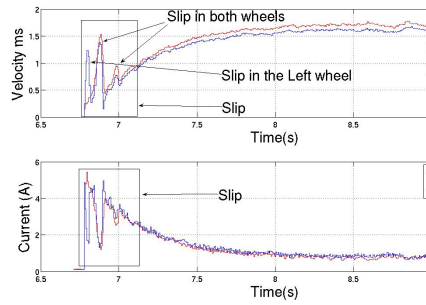 2
Slip in both wheels
1.5
1
Slip in the Left wheel
0.5
Slip
0
6.5
7
7.5
8
8.5
Velocity ms
Time(s)
6
4
Slip
2
0
6.5
7
7.5
8
8.5
Current (A)
Time(s)